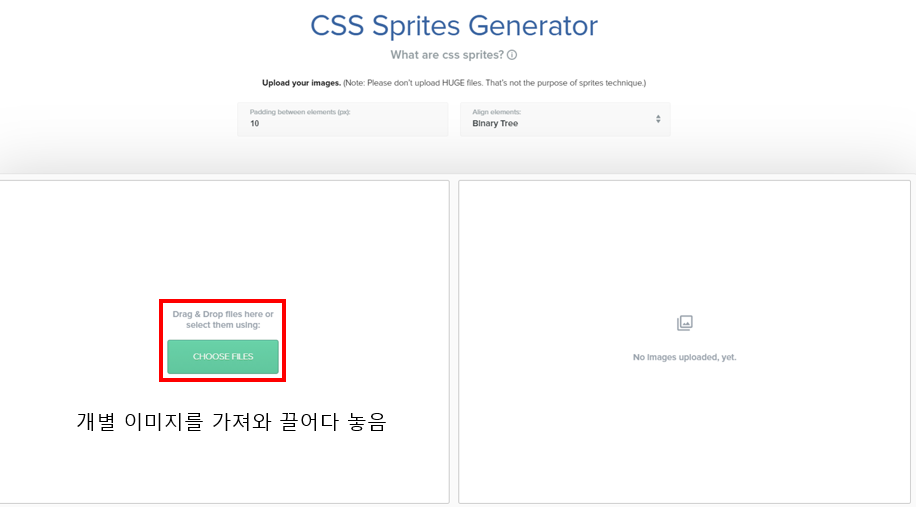 CSS Sprites Generator
What are css sprites?
Upload your images. (Note: Please don't upload HUGE files. That's not the purpose of sprites technique.)
Padding between elements (px):
10
Align elements:
Binary Tree
Drag & Drop files here or
select them using:
CHOOSE FILES
개별 이미지를 가져와 끌어다 놓음
No images uploaded, yet.